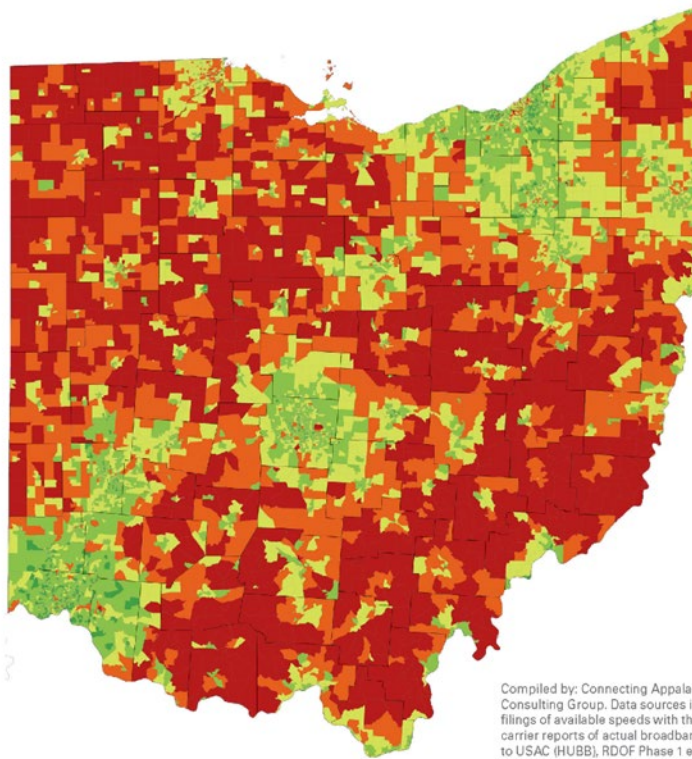 Compiled by: Connecting Appala
Consulting Group. Data sources i
filings of available speeds with th
carrier reports of actual broadban
to USAC (HUBB), RDOF Phase 1 e